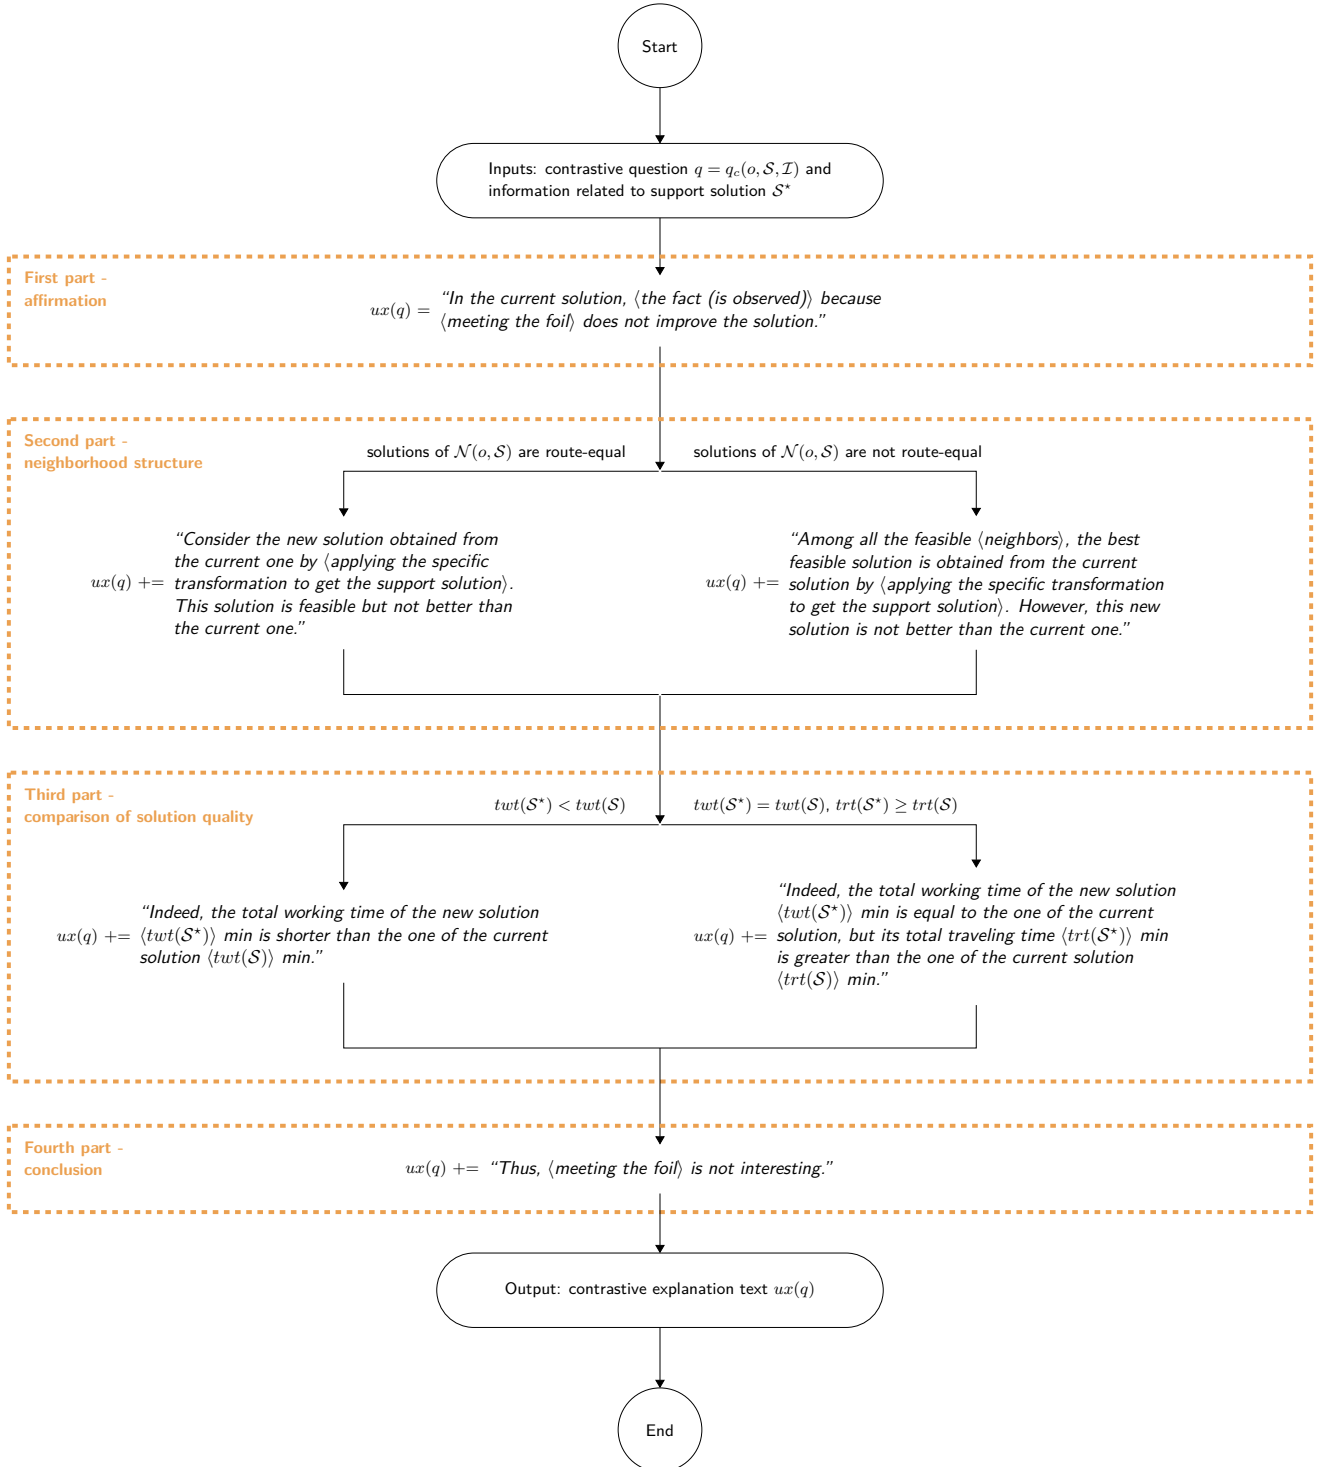 Start
Inputs: contrastive question q = q_c(o, 𝒮, ℐ) and
information related to support solution 𝒮⋆
First part -
affirmation
ux(q) =
“In the current solution, ⟨the fact (is observed)⟩ because
⟨meeting the foil⟩ does not improve the solution.”
Second part -
neighborhood structure
solutions of 𝒩(o, 𝒮) are route-equal
solutions of 𝒩(o, 𝒮) are not route-equal
ux(q) +=
“Consider the new solution obtained from
the current one by ⟨applying the specific
transformation to get the support solution⟩.
This solution is feasible but not better than
the current one.”
ux(q) +=
“Among all the feasible ⟨neighbors⟩, the best
feasible solution is obtained from the current
solution by ⟨applying the specific transformation
to get the support solution⟩. However, this new
solution is not better than the current one.”
Third part -
comparison of solution quality
twt(𝒮⋆) < twt(𝒮)
twt(𝒮⋆) = twt(𝒮), trt(𝒮⋆) ≥ trt(𝒮)
ux(q) +=
“Indeed, the total working time of the new solution
⟨twt(𝒮⋆)⟩ min is shorter than the one of the current
solution ⟨twt(𝒮)⟩ min.”
ux(q) +=
“Indeed, the total working time of the new solution
⟨twt(𝒮⋆)⟩ min is equal to the one of the current
solution, but its total traveling time ⟨trt(𝒮⋆)⟩ min
is greater than the one of the current solution
⟨trt(𝒮)⟩ min.”
Fourth part -
conclusion
ux(q) += “Thus, ⟨meeting the foil⟩ is not interesting.”
Output: contrastive explanation text ux(q)
End